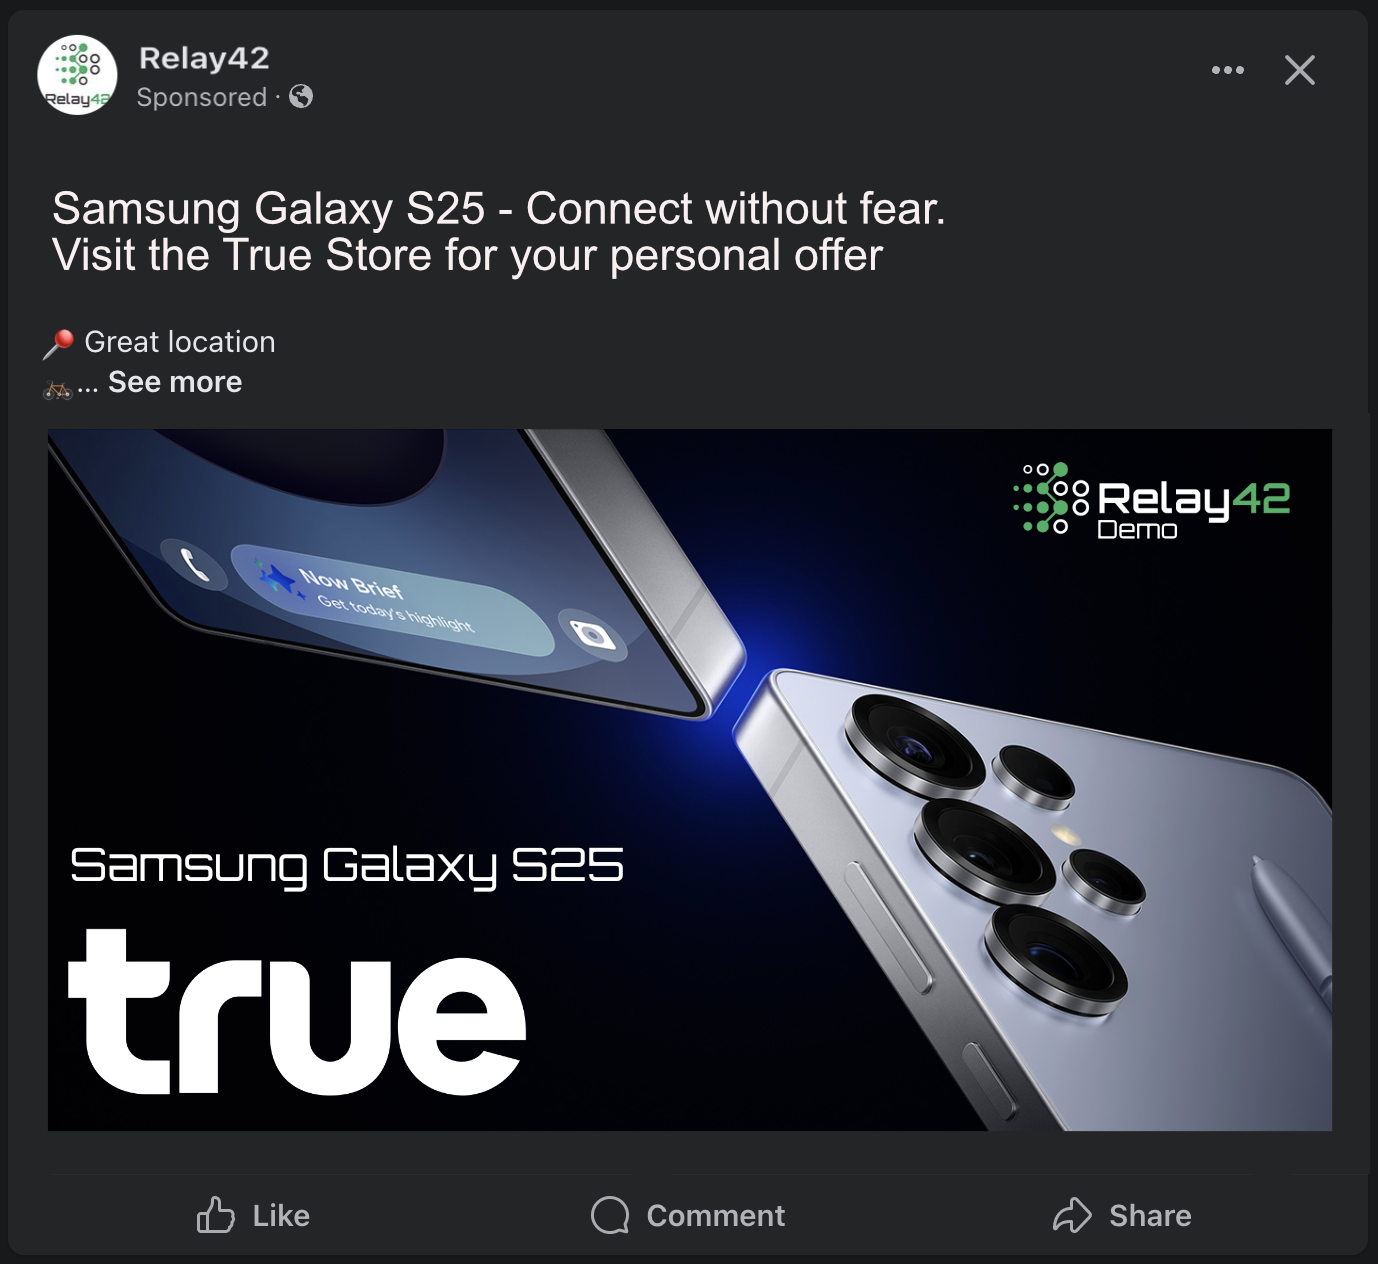 Relay42
Relay42
Sponsored ·
Samsung Galaxy S25 - Connect without fear.
Visit the True Store for your personal offer
Great location
... See more
Relay42
Demo
Now Brief
Get today's highlight
Samsung Galaxy S25
true
Like
Comment
Share